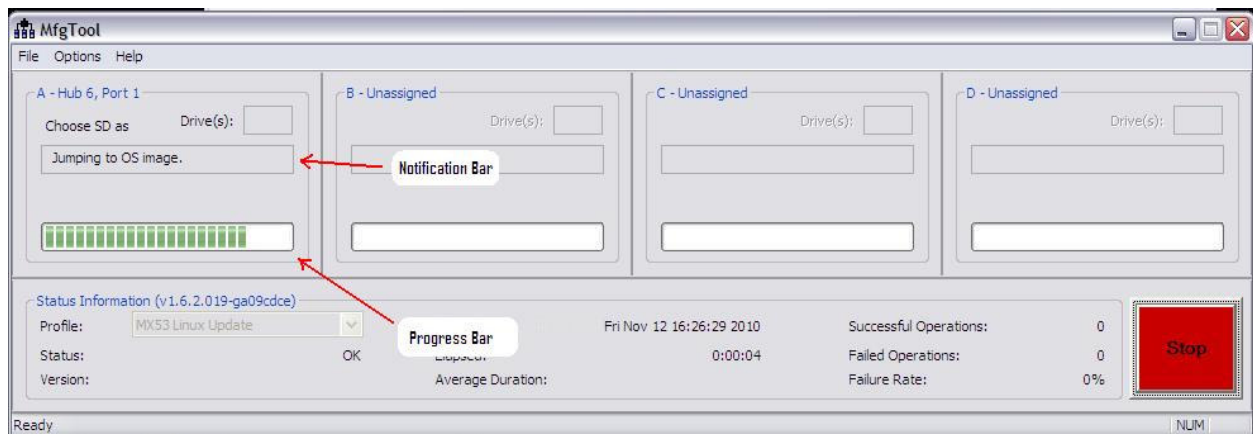 MfgTool
File Options Help
A - Hub 6, Port 1
Choose SD as Drive(s):
Jumping to OS image.
B - Unassigned
Drive(s):
C - Unassigned
Drive(s):
D - Unassigned
Drive(s):
Notification Bar
Status Information (v1.6.2.019-ga09cdce)
Profile: MX53 Linux Update
Fri Nov 12 16:26:29 2010
Successful Operations: 0
Progress Bar
Status: OK
0:00:04
Failed Operations: 0
Version:
Average Duration:
Failure Rate: 0%
Stop
Ready
NUM